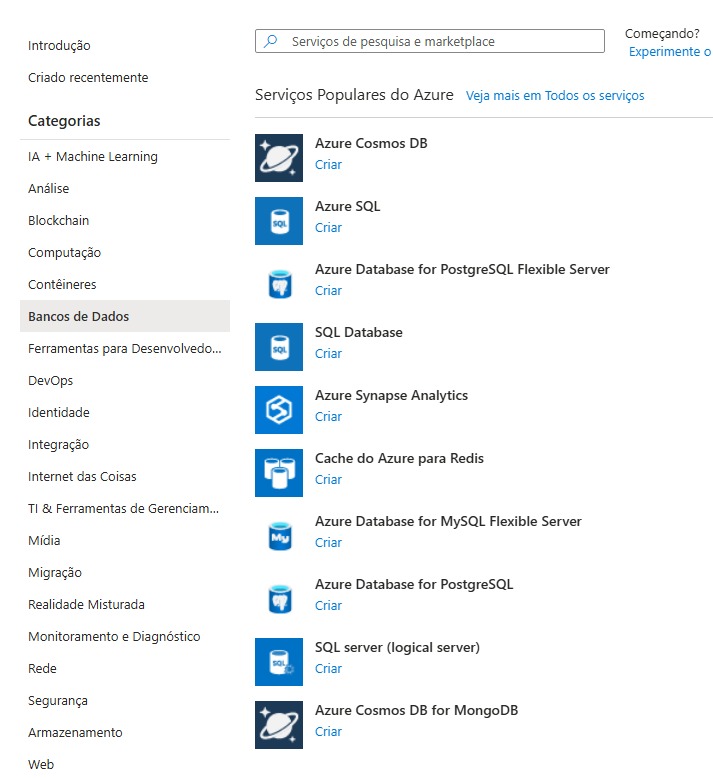 Introdução
Criado recentemente
Categorias
IA + Machine Learning
Análise
Blockchain
Computação
Contêineres
Bancos de Dados
Ferramentas para Desenvolvedo...
DevOps
Identidade
Integração
Internet das Coisas
TI & Ferramentas de Gerenciam...
Mídia
Migração
Realidade Misturada
Monitoramento e Diagnóstico
Rede
Segurança
Armazenamento
Web
Serviços de pesquisa e marketplace
Começando?
Experimente o
Serviços Populares do Azure Veja mais em Todos os serviços
Azure Cosmos DB
Criar
SQL
Azure SQL
Criar
Azure Database for PostgreSQL Flexible Server
Criar
SQL
SQL Database
Criar
Azure Synapse Analytics
Criar
Cache do Azure para Redis
Criar
My
Azure Database for MySQL Flexible Server
Criar
Azure Database for PostgreSQL
Criar
SQL
SQL server (logical server)
Criar
Azure Cosmos DB for MongoDB
Criar